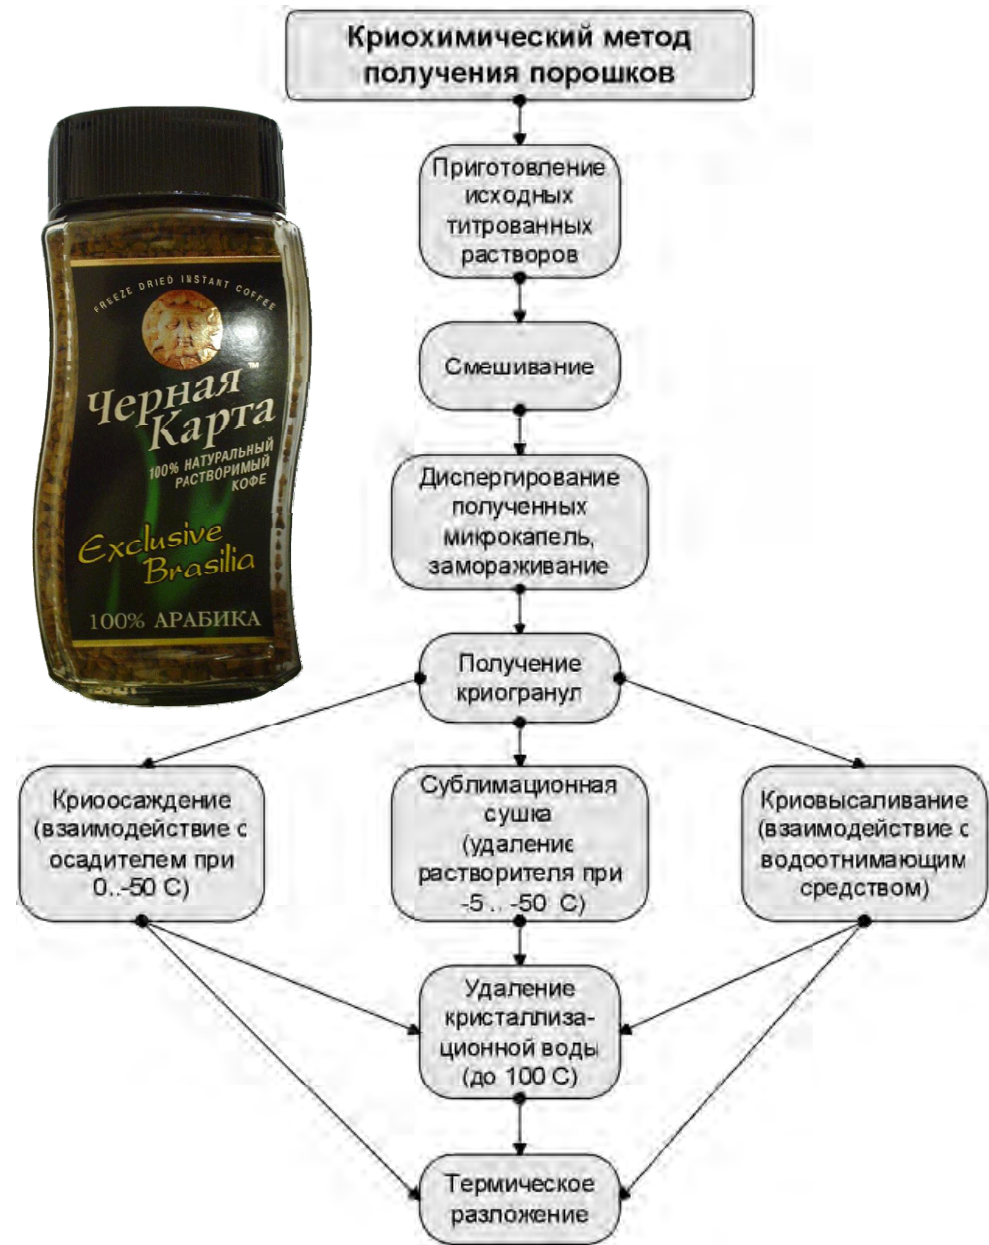 Криохимический метод
получения порошков
FREEZE DRIED INSTANT COFFEE
Черная™
Карта
100% НАТУРАЛЬНЫЙ
РАСТВОРИМЫЙ
КОФЕ
Exclusive
Brasilia
100% АРАБИКА
Приготовление
исходных
титрованных
растворов
Смешивание
Диспергирование
полученных
микрокапель,
замораживание
Получение
криогранул
Криоосаждение
(взаимодействие с
осадителем при
0..-50 С)
Сублимационная
сушка
(удаление
растворителя при
-5 .. -50 С)
Криовысаливание
(взаимодействие с
водоотнимающим
средством)
Удаление
кристаллиза-
ционной воды
(до 100 С)
Термическое
разложение